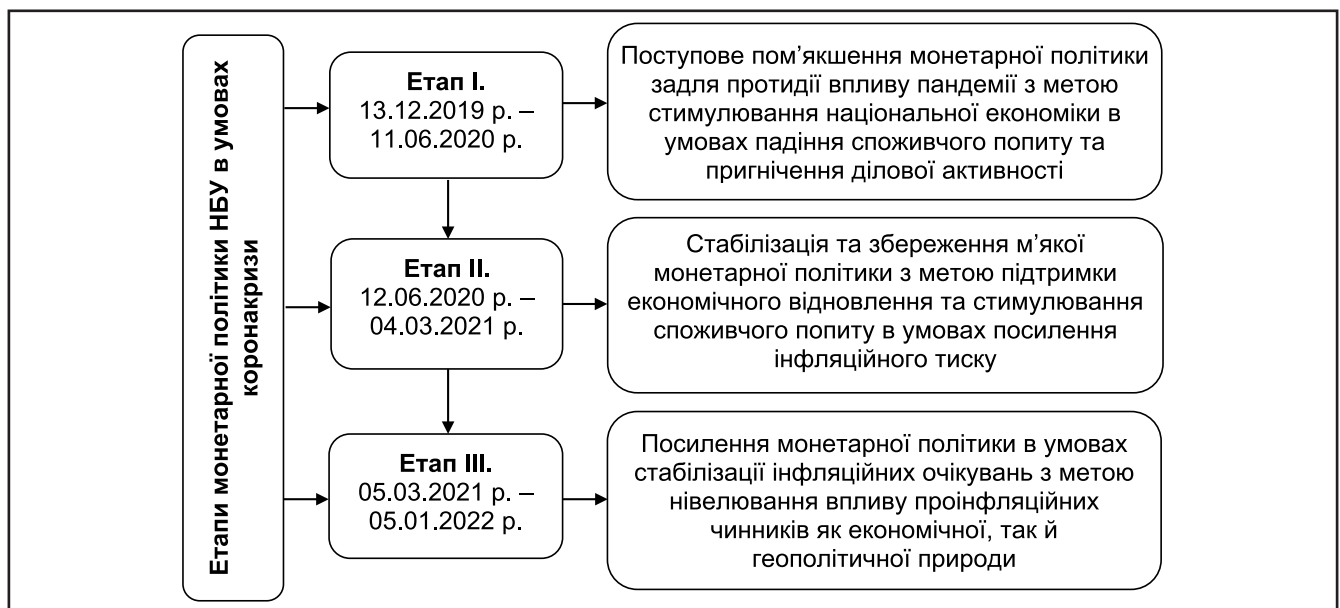 Етапи монетарної політики НБУ в умовах
коронакризи
Етап I.
13.12.2019 р. –
11.06.2020 р.
Поступове пом’якшення монетарної політики
задля протидії впливу пандемії з метою
стимулювання національної економіки в
умовах падіння споживчого попиту та
пригнічення ділової активності
Етап II.
12.06.2020 р. –
04.03.2021 р.
Стабілізація та збереження м’якої
монетарної політики з метою підтримки
економічного відновлення та стимулювання
споживчого попиту в умовах посилення
інфляційного тиску
Етап III.
05.03.2021 р. –
05.01.2022 р.
Посилення монетарної політики в умовах
стабілізації інфляційних очікувань з метою
нівелювання впливу проінфляційних
чинників як економічної, так й
геополітичної природи